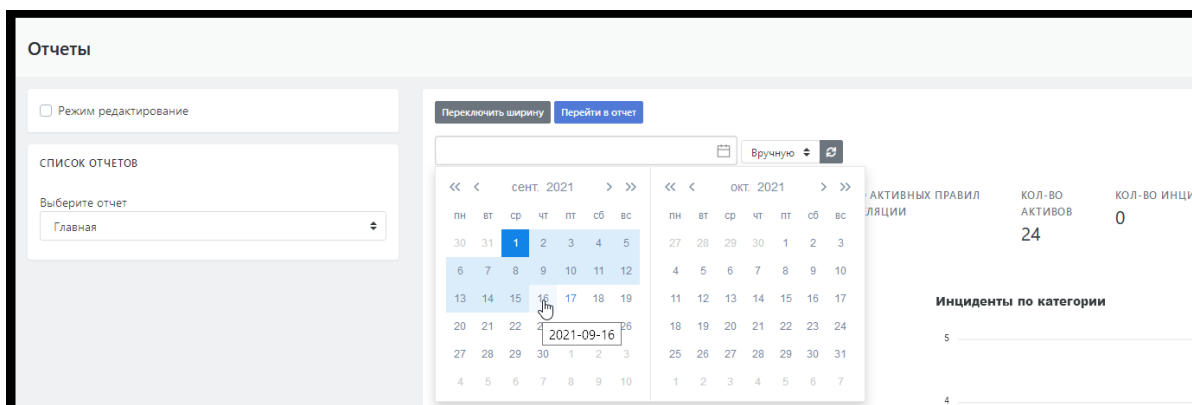 Отчеты
Режим редактирование
СПИСОК ОТЧЕТОВ
Выберите отчет
Главная
Переключить ширину Перейти в отчет
Вручную
сент. 2021
пн вт ср чт пт сб вс
30 31 1 2 3 4 5
6 7 8 9 10 11 12
13 14 15 16 17 18 19
20 21 22 26
27 28 29 30 1 2 3
4 5 6 7 8 9 10
2021-09-16
окт. 2021
пн вт ср чт пт сб вс
27 28 29 30 1 2 3
4 5 6 7 8 9 10
11 12 13 14 15 16 17
18 19 20 21 22 23 24
25 26 27 28 29 30 31
1 2 3 4 5 6 7
АКТИВНЫХ ПРАВИЛ
ЛЯЦИИ
КОЛ-ВО
АКТИВОВ
24
КОЛ-ВО ИНЦИ
0
Инциденты по категории
5
4